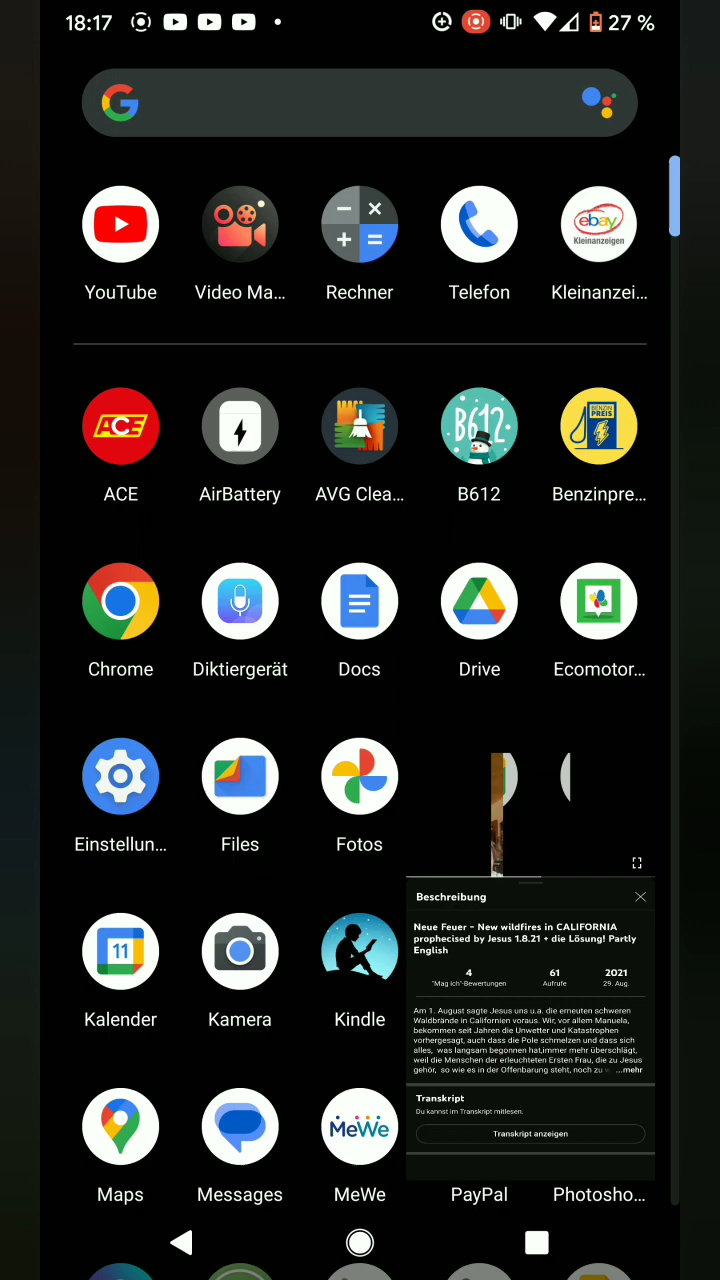 18:17 27 %
YouTube Video Ma... Rechner Telefon Kleinanzei...
ebay
Kleinanzeigen
ACE AirBattery AVG Clea... B612 Benzinpre...
ACE
B612
BENZIN
PREIS
Chrome Diktiergerät Docs Drive Ecomotor...
Einstellun... Files Fotos
Beschreibung
Neue Feuer - New wildfires in CALIFORNIA
prophecised by Jesus 1.8.21 + die Lösung! Partly
English
4 61 2021
"Mag ich"-Bewertungen Aufrufe 29. Aug.
Am 1. August sagte Jesus uns u.a. die erneuten schweren
Waldbrände in Californien voraus. Wir, vor allem Manuela,
bekommen seit Jahren die Unwetter und Katastrophen
vorhergesagt, auch dass die Pole schmelzen und dass sich
alles, was langsam begonnen hat,immer mehr überschlägt,
weil die Menschen der erleuchteten Ersten Frau, die zu Jesus
gehör, so wie es in der Offenbarung steht, noch zu w ...mehr
Transkript
Du kannst im Transkript mitlesen.
Transkript anzeigen
11
Kalender Kamera Kindle
MeWe
Maps Messages MeWe PayPal Photosho...